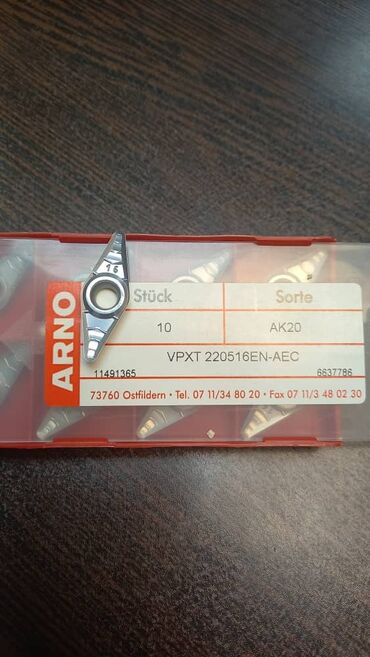 16
ARNO
Stück Sorte
10 AK20
VPXT 220516EN-AEC
11491365 6637786
73760 Ostfildern • Tel. 07 11/34 80 20 • Fax 07 11/3 48 02 30